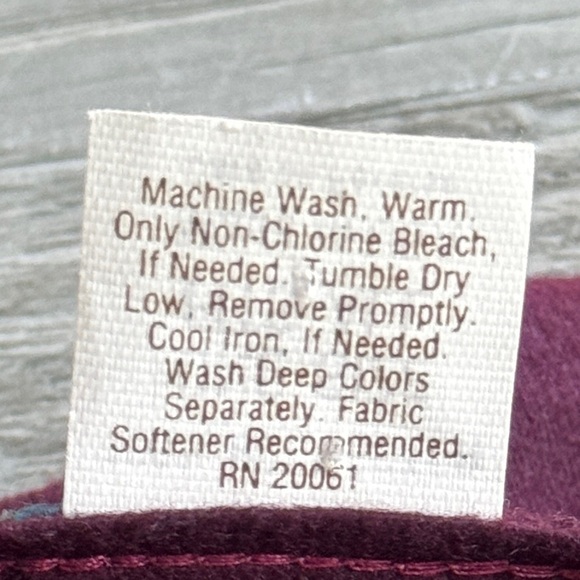 Machine Wash, Warm.
Only Non-Chlorine Bleach,
If Needed. Tumble Dry
Low, Remove Promptly.
Cool Iron, If Needed.
Wash Deep Colors
Separately. Fabric
Softener Recommended.
RN 20061